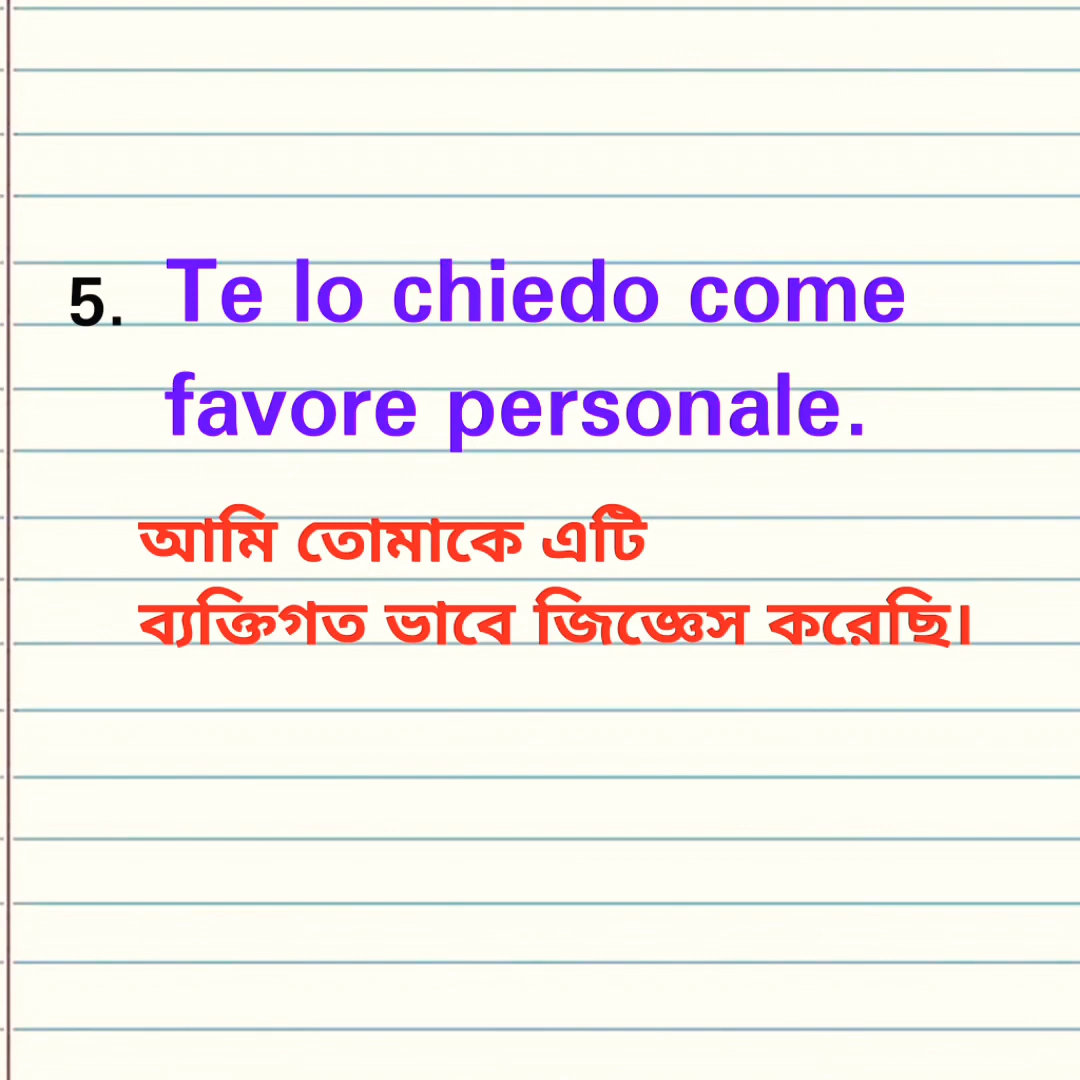 5. Te lo chiedo come
favore personale.
আমি তোমাকে এটি
ব্যক্তিগত ভাবে জিজ্ঞেস করেছি।